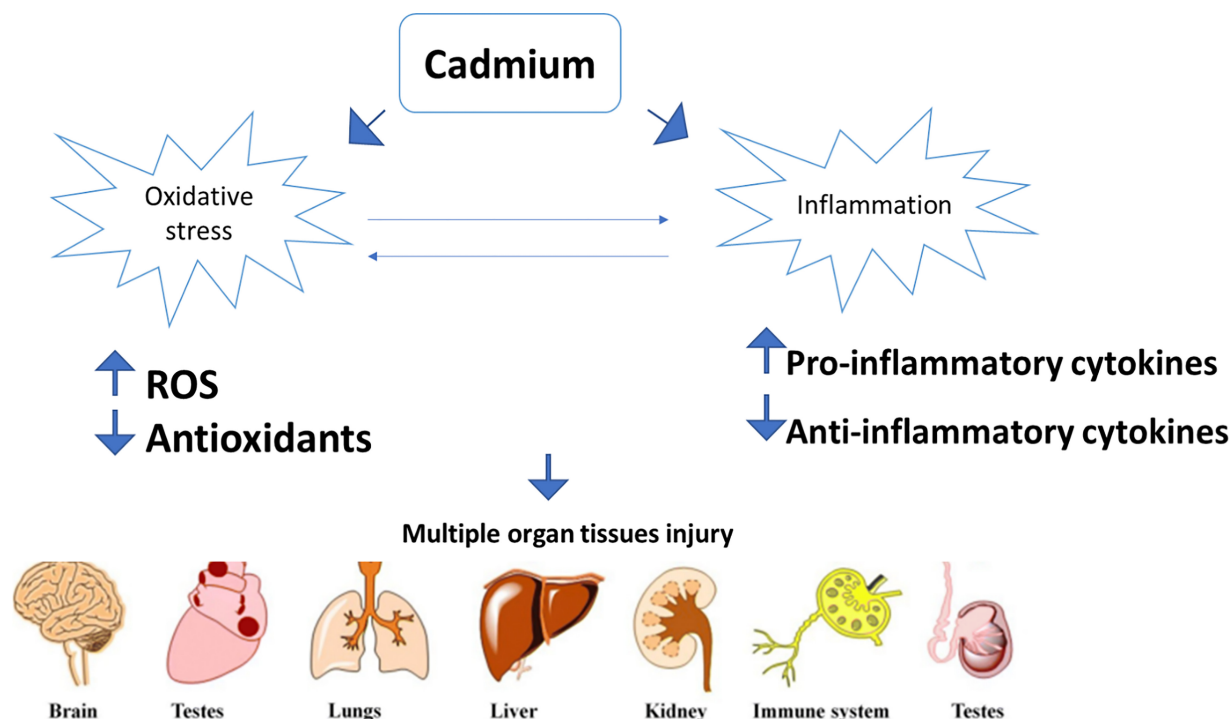 Cadmium
Oxidative
stress
Inflammation
ROS
Antioxidants
Pro-inflammatory cytokines
Anti-inflammatory cytokines
Multiple organ tissues injury
Brain
Testes
Lungs
Liver
Kidney
Immune system
Testes